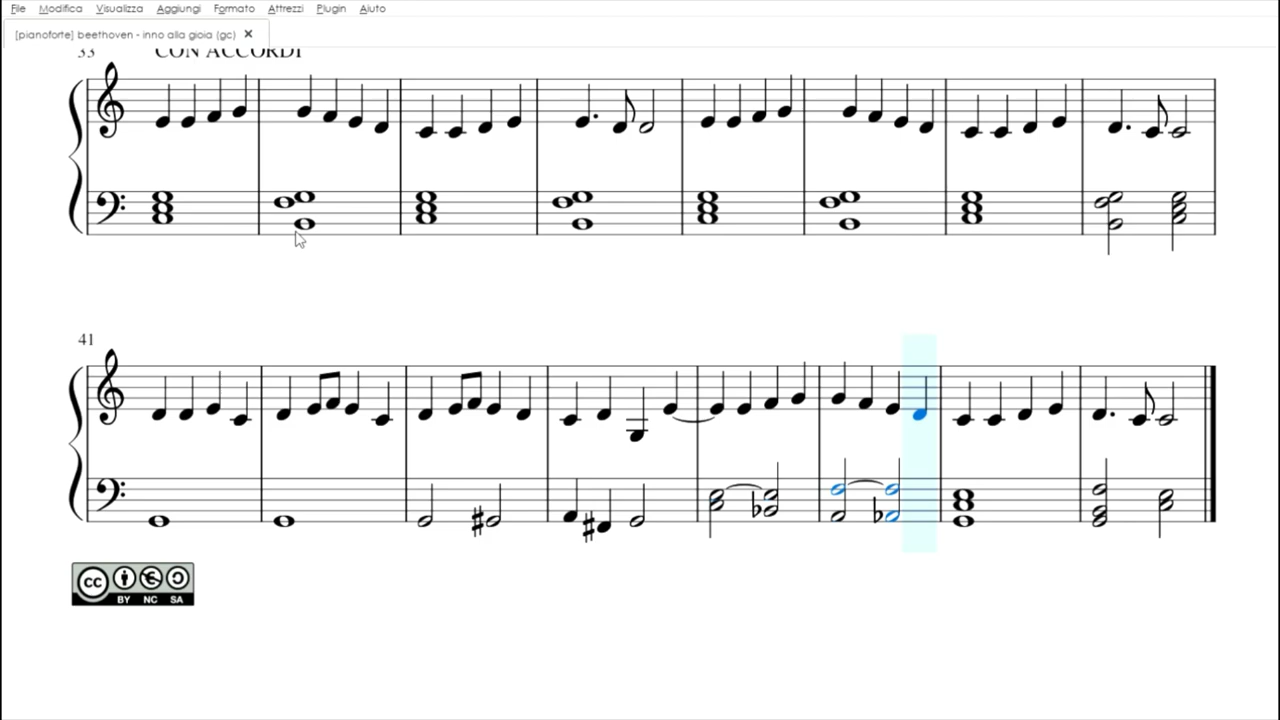 File Modifica Visualizza Aggiungi Formato Attrezzi Plugin Aiuto
[pianoforte] beethoven - inno alla gioia (gc) ×
33 CON ACCORDI
41
cc BY NC SA